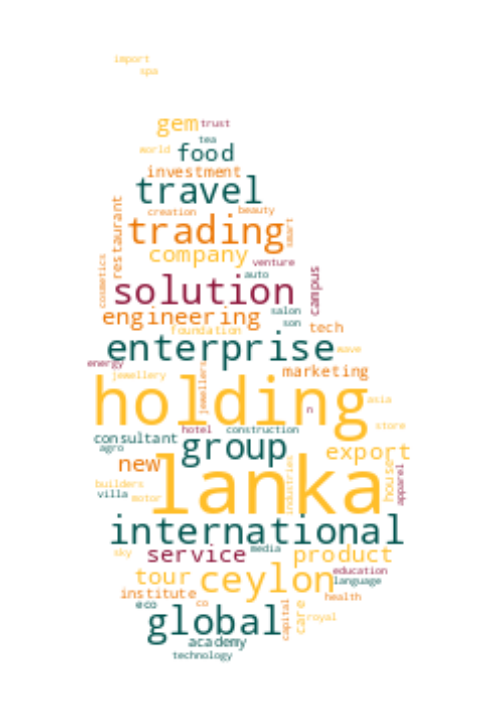 import
spa
gem trust
tea
world food
investment
travel
restaurant
creation beauty
trading smart
company
venture
cosmetics
auto
solution campus
salon
engineering son
foundation tech
enterprise wave
energy
jewellery jewellers marketing
holding asia
n
store
hotel construction
consultant
agro group export
new
lanka house apparel
industries
builders
villa motor
international
sky service media product
education
tour ceylon language
institute health
eco co
global capital care royal
academy
technology